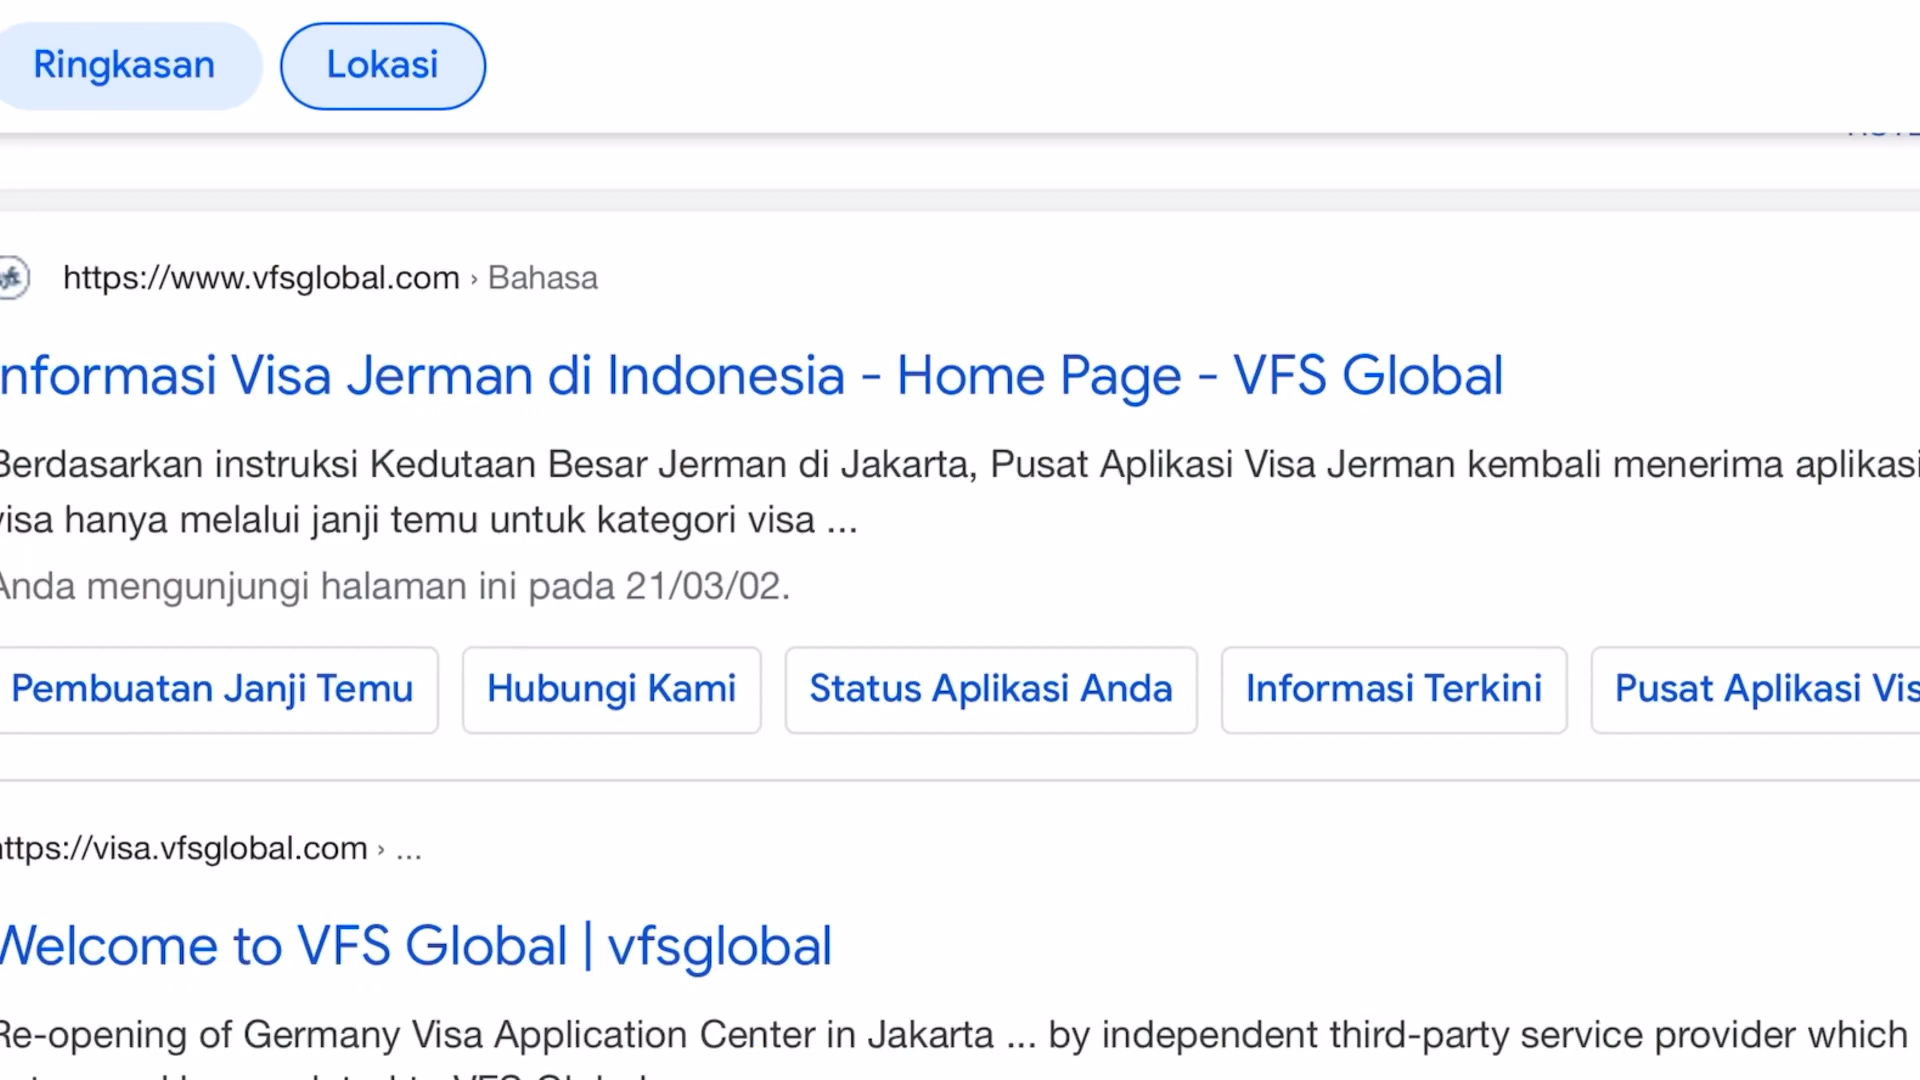 Ringkasan Lokasi
https://www.vfsglobal.com › Bahasa
nformasi Visa Jerman di Indonesia - Home Page - VFS Global
Berdasarkan instruksi Kedutaan Besar Jerman di Jakarta, Pusat Aplikasi Visa Jerman kembali menerima aplikasi
visa hanya melalui janji temu untuk kategori visa ...
Anda mengunjungi halaman ini pada 21/03/02.
Pembuatan Janji Temu Hubungi Kami Status Aplikasi Anda Informasi Terkini Pusat Aplikasi Vis
https://visa.vfsglobal.com › ...
Welcome to VFS Global | vfsglobal
Re-opening of Germany Visa Application Center in Jakarta ... by independent third-party service provider which